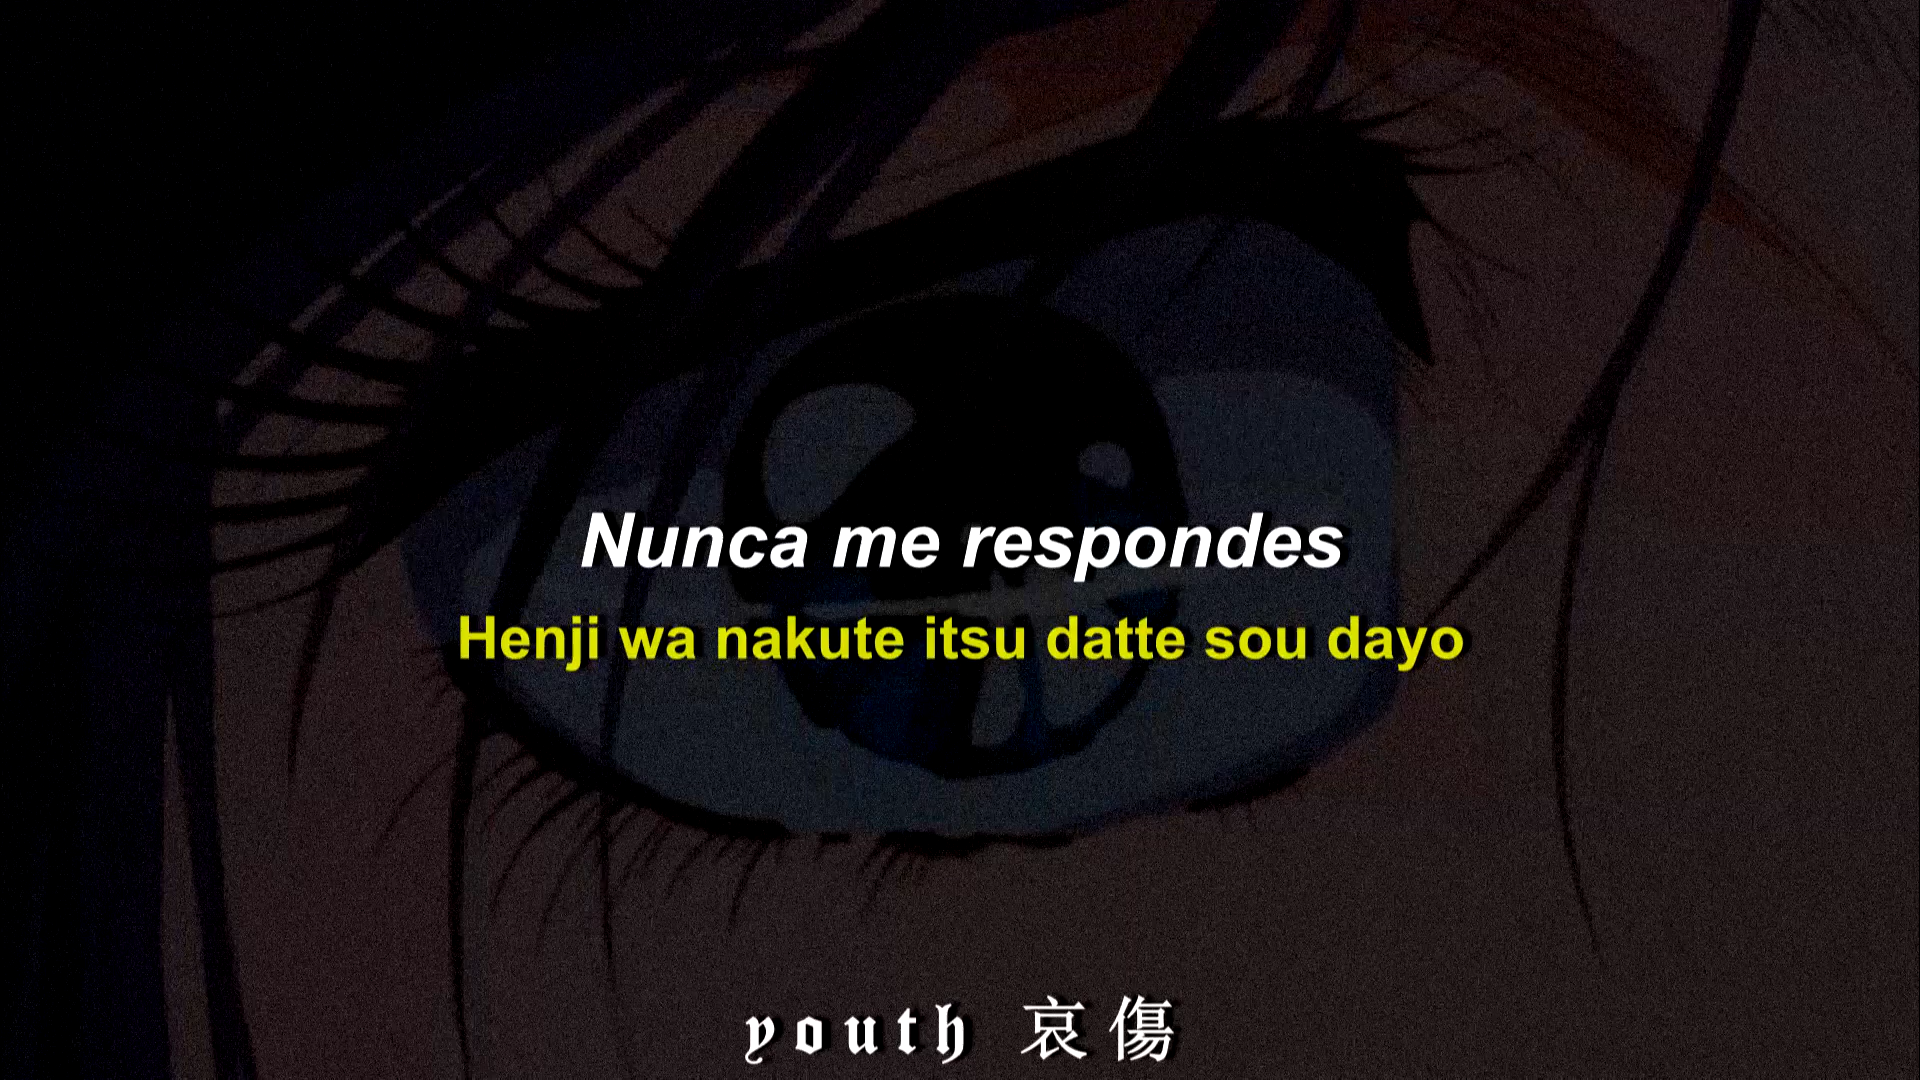 Nunca me respondes
Henji wa nakute itsu datte sou dayo
youth 哀傷